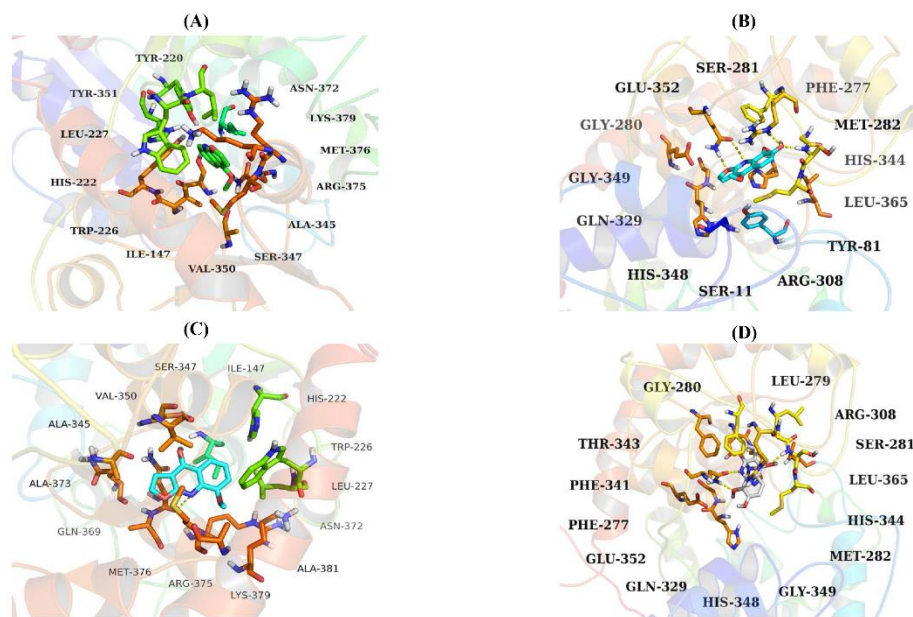 (A)
TYR-220
ASN-372
TYR-351
LYS-379
LEU-227
MET-376
HIS-222
ARG-375
TRP-226
ALA-345
ILE-147
SER-347
VAL-350
(B)
SER-281
GLU-352
PHE-277
GLY-280
MET-282
HIS-344
GLY-349
LEU-365
GLN-329
TYR-81
HIS-348
ARG-308
SER-11
(C)
SER-347
ILE-147
VAL-350
HIS-222
ALA-345
TRP-226
ALA-373
LEU-227
GLN-369
ASN-372
MET-376
ALA-381
ARG-375
LYS-379
(D)
GLY-280
LEU-279
ARG-308
THR-343
SER-281
PHE-341
LEU-365
PHE-277
HIS-344
GLU-352
MET-282
GLN-329
GLY-349
HIS-348